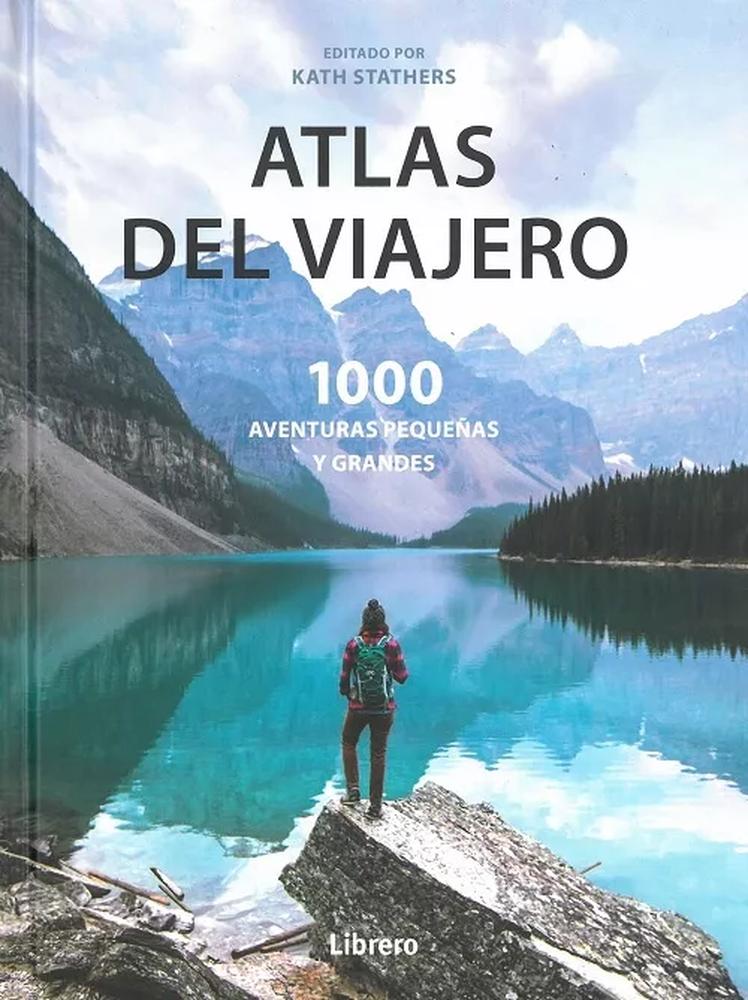 EDITADO POR
KATH STATHERS
ATLAS
DEL VIAJERO
1000
AVENTURAS PEQUEÑAS
Y GRANDES
Librero